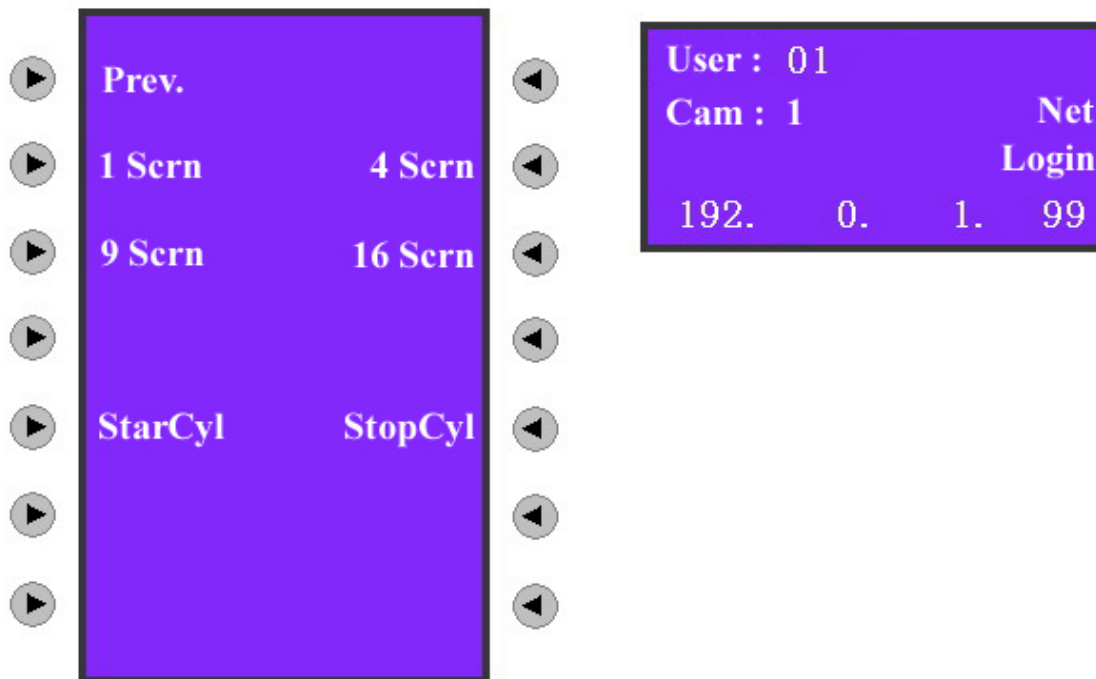 Prev.
1 Scrn 4 Scrn
9 Scrn 16 Scrn
StarCyl StopCyl
User : 01
Cam : 1 Net
Login
192. 0. 1. 99